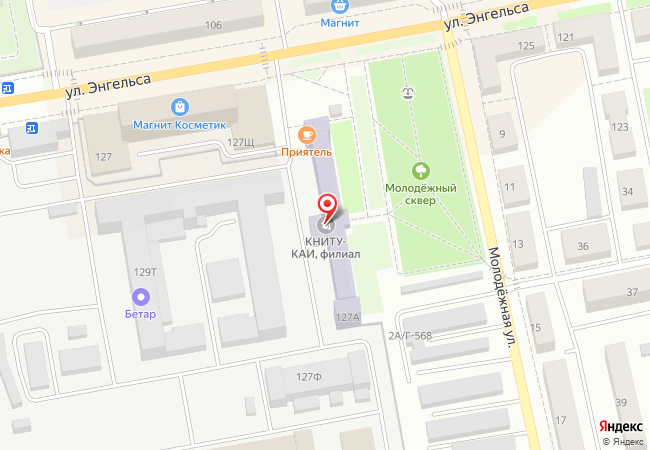 106
Магнит
ул. Энгельса
121
125
ул. Энгельса
Магнит Косметик
123
9
127Щ
Приятель
ка
127
Молодёжный
сквер
11
34
КНИТУ-
КАИ, филиал
13
36
129Т
Молодёжная ул.
37
Бетар
127А
15
2А/Г-568
127Ф
39
17
Яндекс
© Яндекс